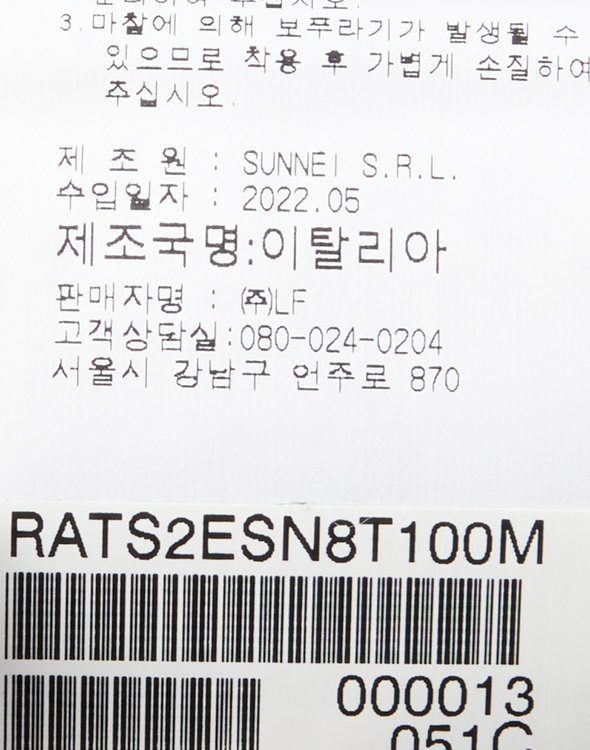 3.마찰에 의해 보푸라기가 발생될 수
있으므로 착용 후 가볍게 손질하여
주십시오.
제 조 원 : SUNNEI S.R.L.
수입일자 : 2022.05
제조국명:이탈리아
판매자명 : ㈜LF
고객상담실:080-024-0204
서울시 강남구 언주로 870
RATS2ESN8T100M
000013
051C